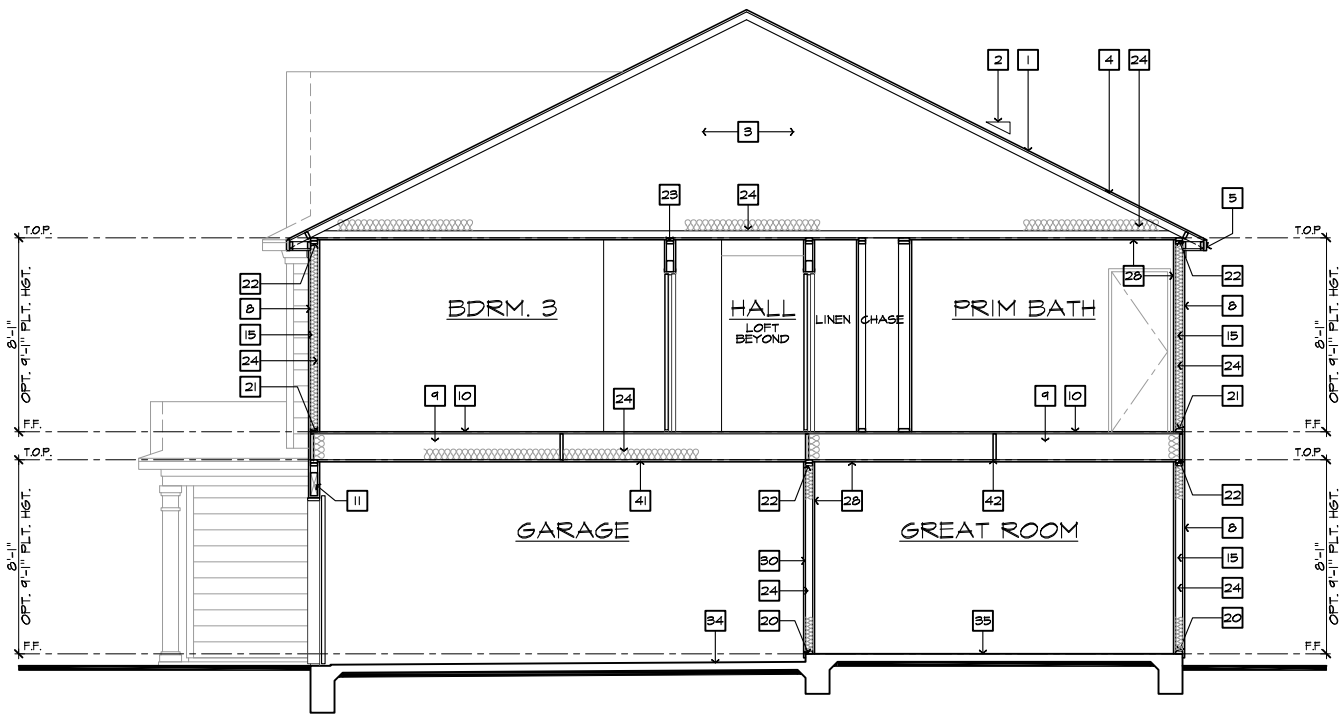 2
1
4
24
3
23
24
5
T.O.P.
T.O.P.
22
28
22
8
BDRM. 3
HALL
LOFT
BEYOND
LINEN
CHASE
PRIM BATH
8
15
15
24
24
21
21
8'-1"
OPT. 9'-1" PLT. HGT.
8'-1"
OPT. 9'-1" PLT. HGT.
9
10
24
9
10
F.F.
F.F.
T.O.P.
T.O.P.
11
41
22
28
42
22
GARAGE
GREAT ROOM
8
30
15
24
24
34
20
35
20
8'-1"
OPT. 9'-1" PLT. HGT.
8'-1"
OPT. 9'-1" PLT. HGT.
F.F.
F.F.